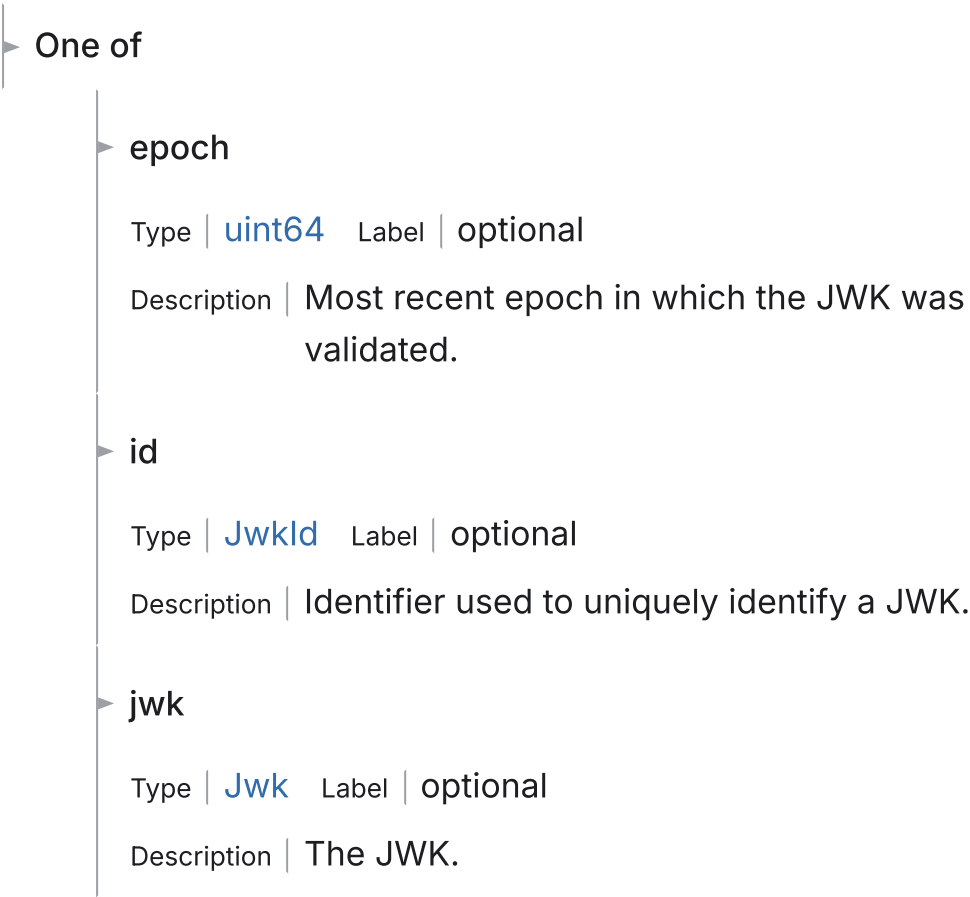 One of
epoch
Type uint64 Label optional
Description Most recent epoch in which the JWK was
validated.
id
Type JwkId Label optional
Description Identifier used to uniquely identify a JWK.
jwk
Type Jwk Label optional
Description The JWK.